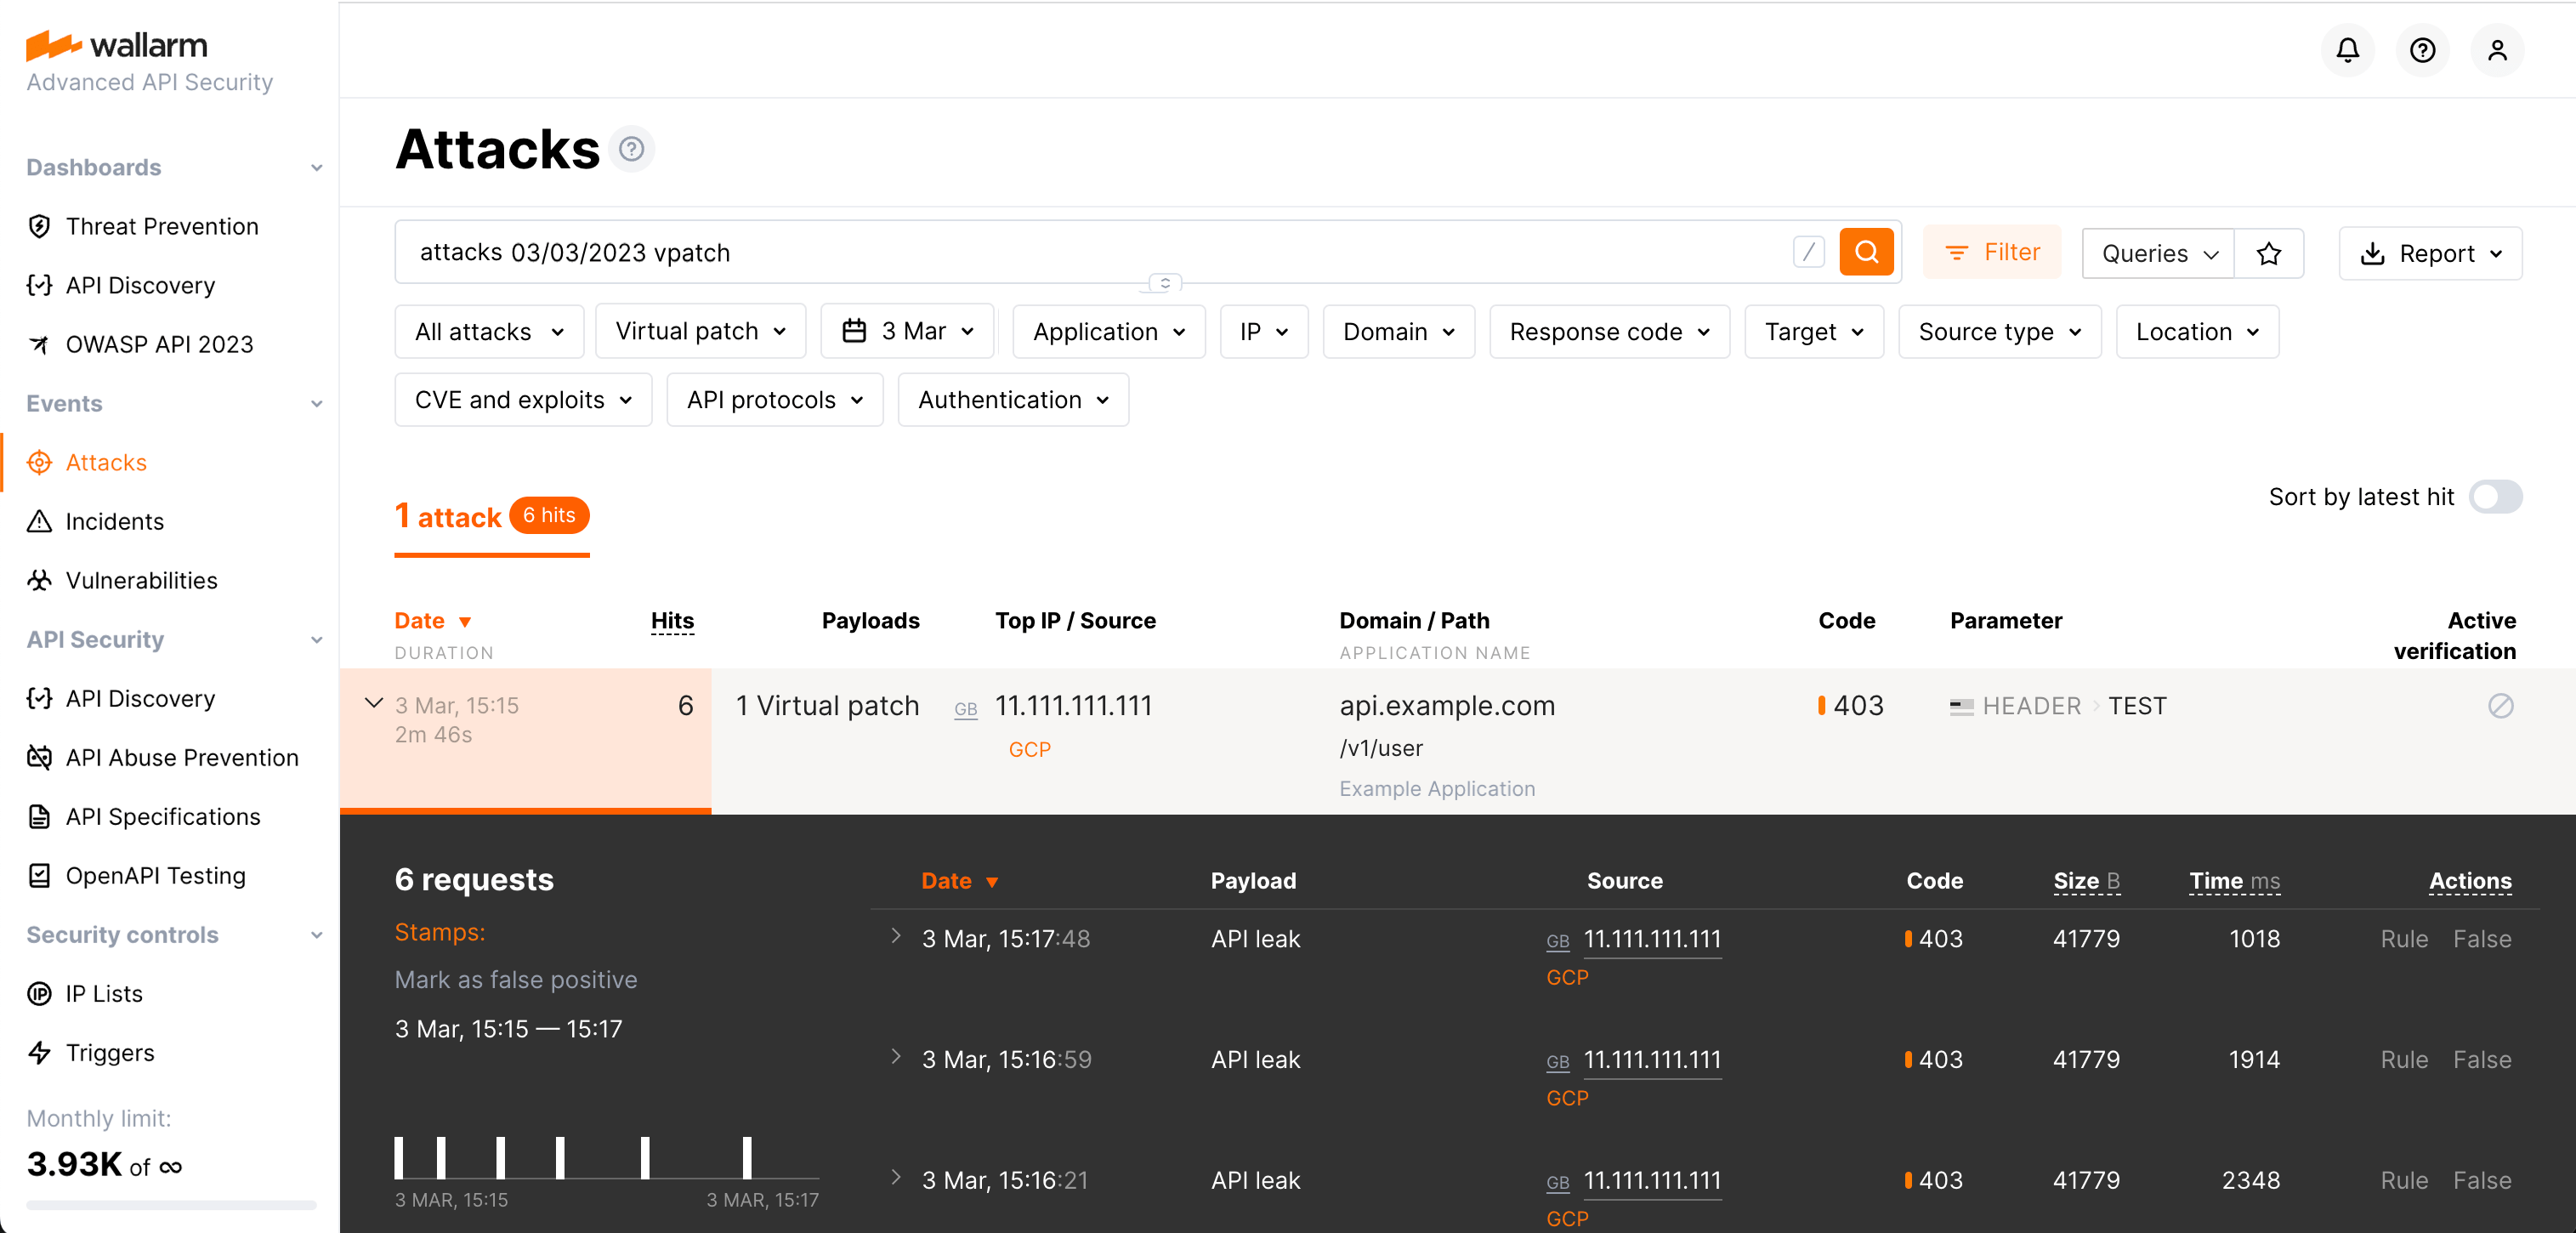 wallarm
Advanced API Security
Dashboards
Threat Prevention
API Discovery
OWASP API 2023
Events
Attacks
Incidents
Vulnerabilities
API Security
API Discovery
API Abuse Prevention
API Specifications
OpenAPI Testing
Security controls
IP Lists
Triggers
Monthly limit:
3.93K of ∞
Attacks
attacks 03/03/2023 vpatch / Filter Queries Report
All attacks Virtual patch 3 Mar Application IP Domain Response code Target Source type Location
CVE and exploits API protocols Authentication
1 attack 6 hits
Sort by latest hit
Date Hits Payloads Top IP / Source Domain / Path Code Parameter Active verification
DURATION APPLICATION NAME
3 Mar, 15:15 6 1 Virtual patch GB 11.111.111.111 api.example.com 403 HEADER > TEST
2m 46s GCP /v1/user
Example Application
6 requests
Stamps:
Mark as false positive
3 Mar, 15:15 — 15:17
3 MAR, 15:15 3 MAR, 15:17
Date Payload Source Code Size B Time ms Actions
3 Mar, 15:17:48 API leak GB 11.111.111.111 403 41779 1018 Rule False
GCP
3 Mar, 15:16:59 API leak GB 11.111.111.111 403 41779 1914 Rule False
GCP
3 Mar, 15:16:21 API leak GB 11.111.111.111 403 41779 2348 Rule False
GCP